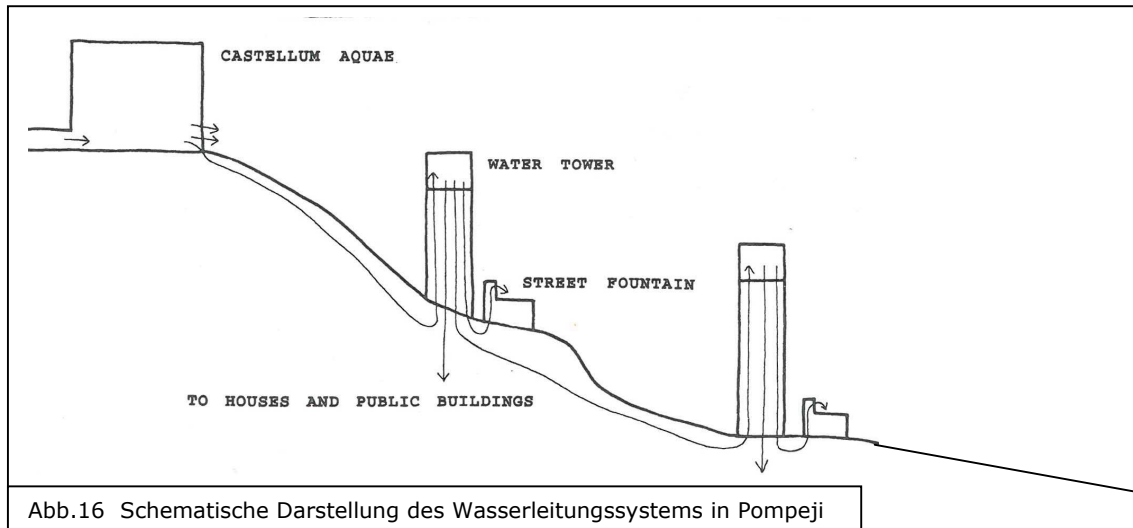 CASTELLUM AQUAE
WATER TOWER
STREET FOUNTAIN
TO HOUSES AND PUBLIC BUILDINGS
Abb.16 Schematische Darstellung des Wasserleitungssystems in Pompeji